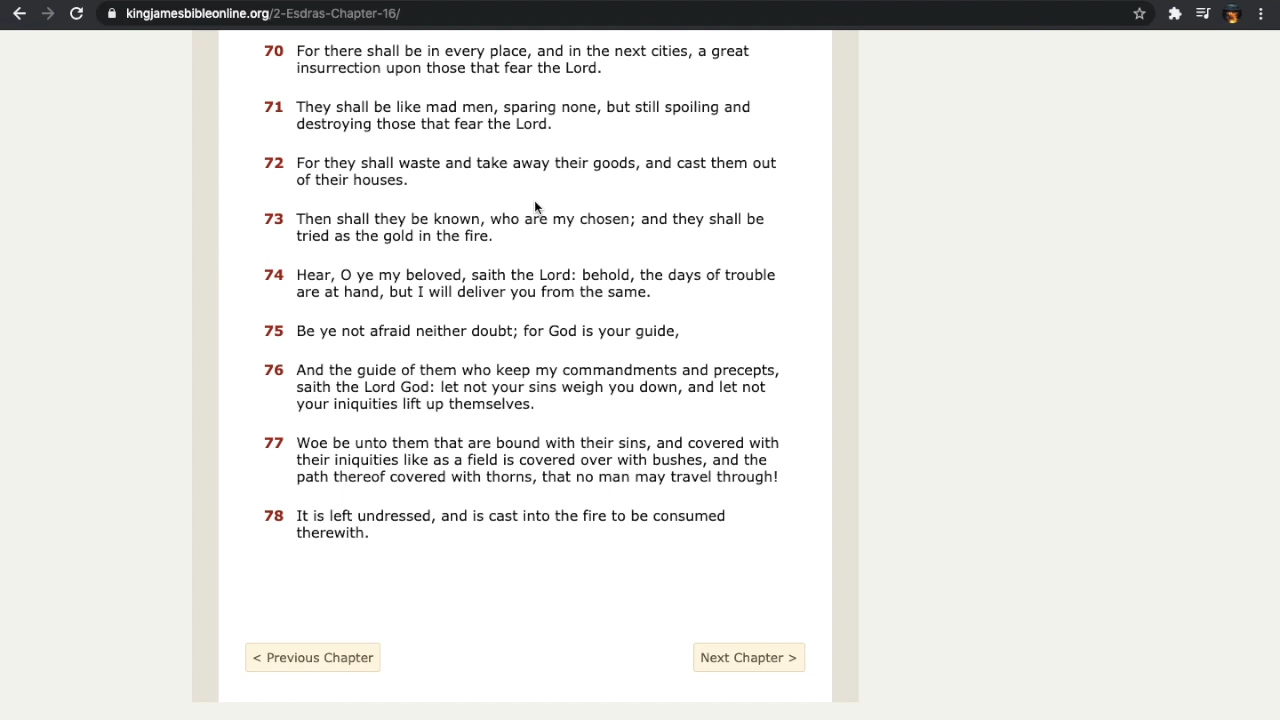 kingjamesbibleonline.org/2-Esdras-Chapter-16/
70 For there shall be in every place, and in the next cities, a great
insurrection upon those that fear the Lord.
71 They shall be like mad men, sparing none, but still spoiling and
destroying those that fear the Lord.
72 For they shall waste and take away their goods, and cast them out
of their houses.
73 Then shall they be known, who are my chosen; and they shall be
tried as the gold in the fire.
74 Hear, O ye my beloved, saith the Lord: behold, the days of trouble
are at hand, but I will deliver you from the same.
75 Be ye not afraid neither doubt; for God is your guide,
76 And the guide of them who keep my commandments and precepts,
saith the Lord God: let not your sins weigh you down, and let not
your iniquities lift up themselves.
77 Woe be unto them that are bound with their sins, and covered with
their iniquities like as a field is covered over with bushes, and the
path thereof covered with thorns, that no man may travel through!
78 It is left undressed, and is cast into the fire to be consumed
therewith.
< Previous Chapter Next Chapter >